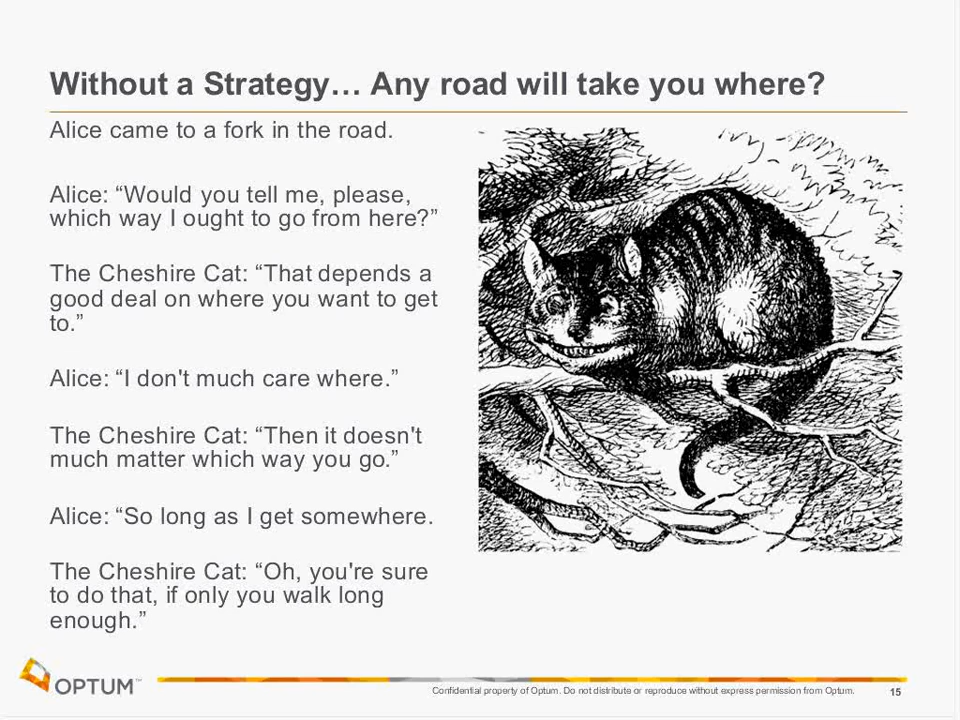 Without a Strategy… Any road will take you where?
Alice came to a fork in the road.
Alice: “Would you tell me, please,
which way I ought to go from here?”
The Cheshire Cat: “That depends a
good deal on where you want to get
to.”
Alice: “I don't much care where.”
The Cheshire Cat: “Then it doesn't
much matter which way you go.”
Alice: “So long as I get somewhere.
The Cheshire Cat: “Oh, you're sure
to do that, if only you walk long
enough.”
OPTUM™
Confidential property of Optum. Do not distribute or reproduce without express permission from Optum.
15